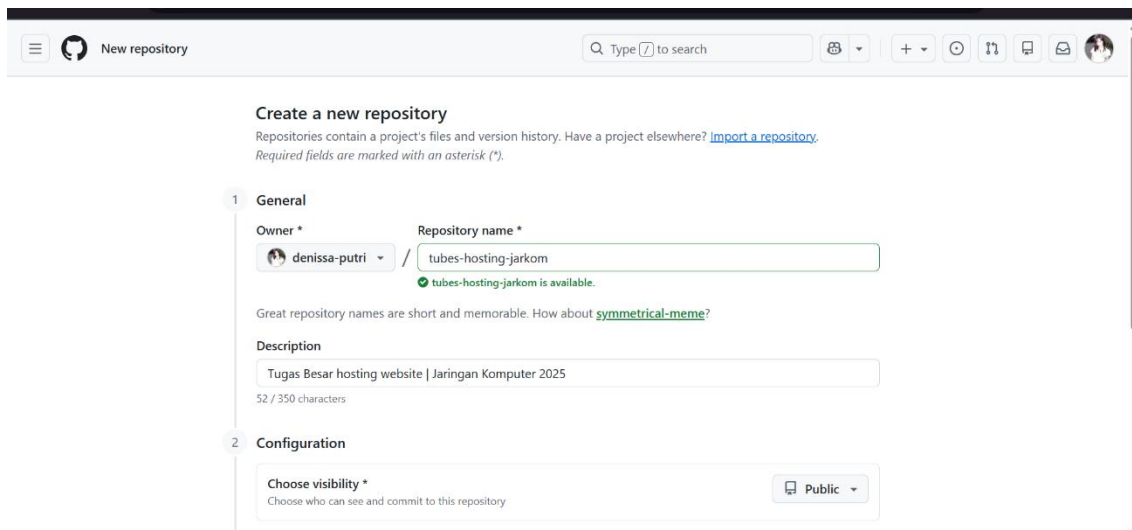 New repository
Type / to search
Create a new repository
Repositories contain a project's files and version history. Have a project elsewhere? Import a repository.
Required fields are marked with an asterisk (*).
1 General
Owner * Repository name *
denissa-putri / tubes-hosting-jarkom
tubes-hosting-jarkom is available.
Great repository names are short and memorable. How about symmetrical-meme?
Description
Tugas Besar hosting website | Jaringan Komputer 2025
52 / 350 characters
2 Configuration
Choose visibility *
Public
Choose who can see and commit to this repository